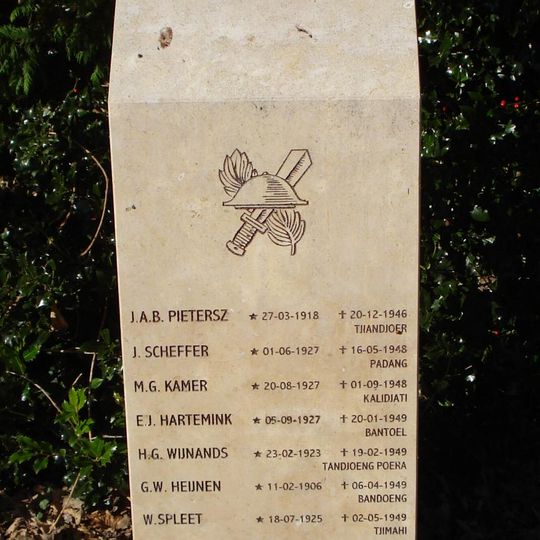 J.A.B. PIETERSZ ★ 27-03-1918 ✝ 20-12-1946
TJIANDJOER
J. SCHEFFER ★ 01-06-1927 ✝ 16-05-1948
PADANG
M.G. KAMER ★ 20-08-1927 ✝ 01-09-1948
KALIDJATI
E.J. HARTEMINK ★ 05-09-1927 ✝ 20-01-1949
BANTOEL
H.G. WIJNANDS ★ 23-02-1923 ✝ 19-02-1949
TANDJOENG POERA
G.W. HEIJNEN ★ 11-02-1906 ✝ 06-04-1949
BANDOENG
W. SPLEET ★ 18-07-1925 ✝ 02-05-1949
TJIMAHI